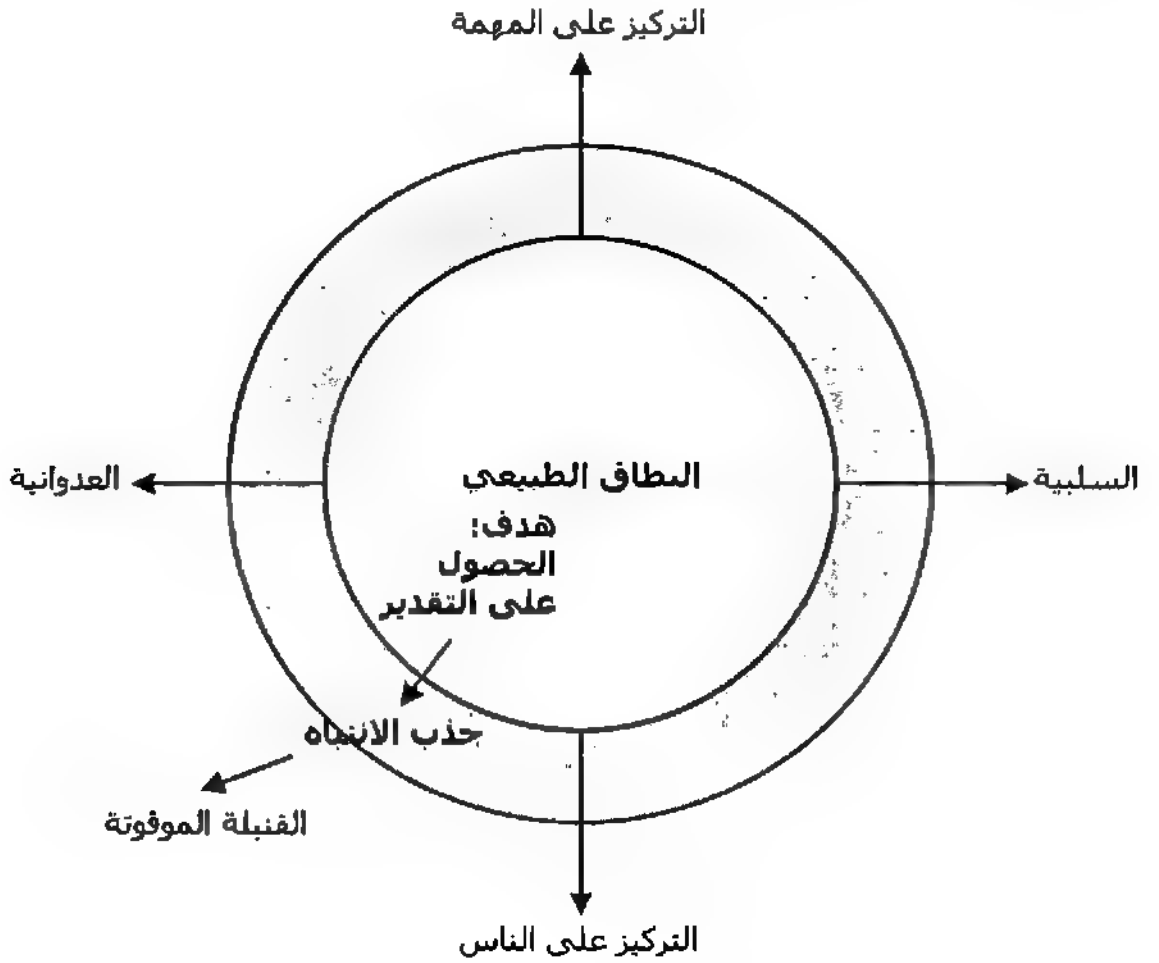 التركيز على المهمة
العدوانية
السلبية
النطاق الطبيعي
هدف:
الحصول
على التقدير
جذب الانتباه
القنبلة الموقوتة
التركيز على الناس